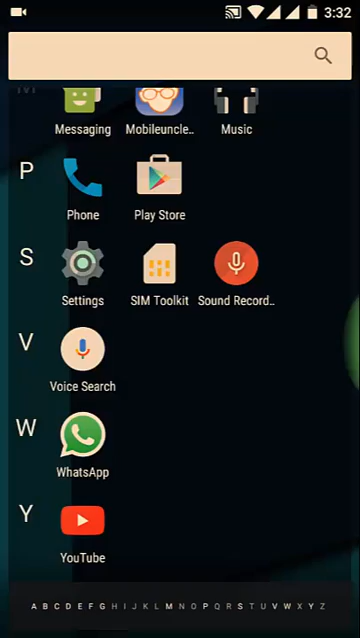 3:32
M
Messaging Mobileuncle.. Music
P
Phone Play Store
S
Settings SIM Toolkit Sound Record..
V
Voice Search
W
WhatsApp
Y
YouTube
A B C D E F G H I J K L M N O P Q R S T U V W X Y Z